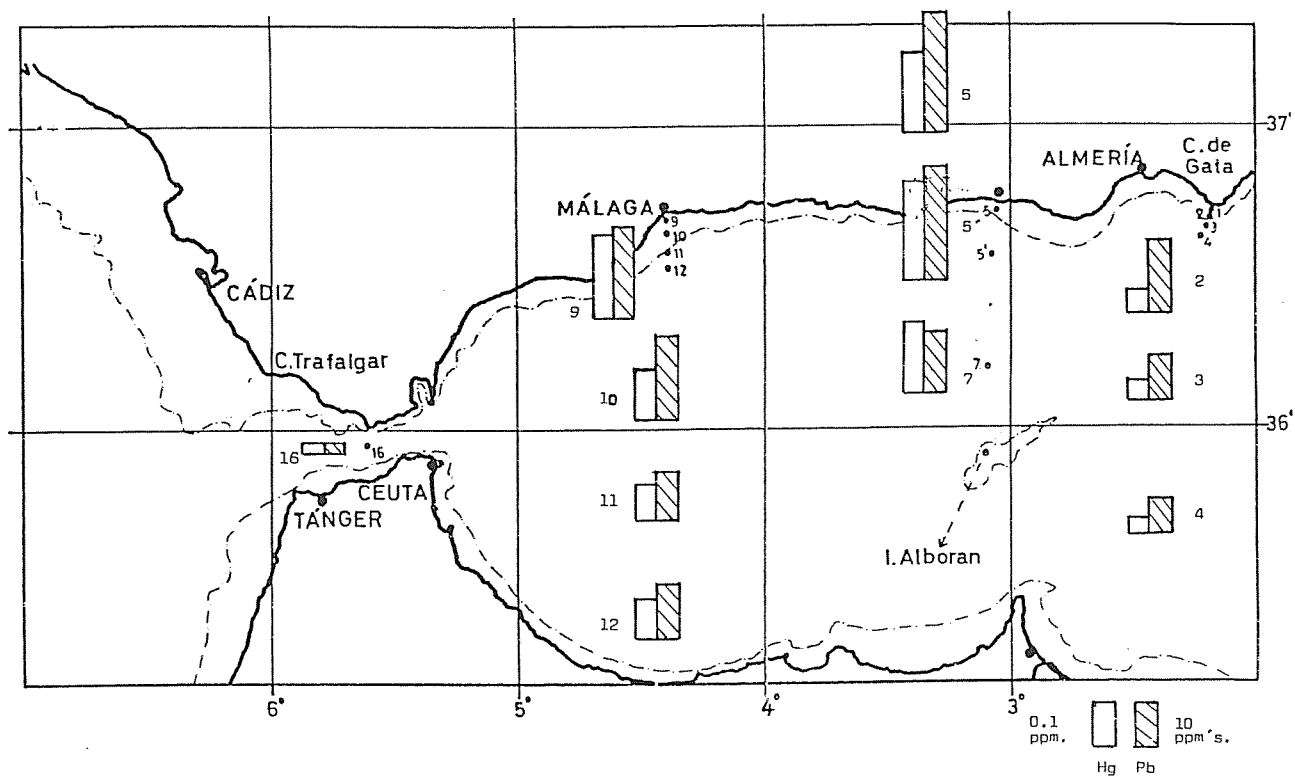 5
37'
ALMERÍA
C. de
Gata
MÁLAGA
9
10
11
12
5
5'
5'
2 1
3
4
2
CÁDIZ
9
C. Trafalgar
10
7
7
3
36'
16
16
CEUTA
TÁNGER
11
4
I. Alboran
12
6°
5°
4°
3°
0.1
ppm.
10
ppm's.
Hg Pb